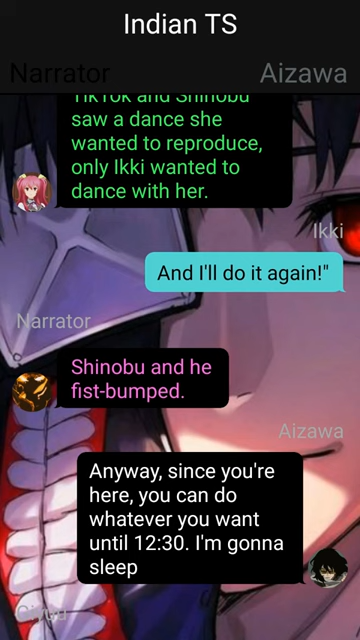 Indian TS
Narrator
Aizawa
TikTok and Shinobu
saw a dance she
wanted to reproduce,
only Ikki wanted to
dance with her.
Ikki
And I'll do it again!"
Narrator
Shinobu and he
fist-bumped.
Aizawa
Anyway, since you're
here, you can do
whatever you want
until 12:30. I'm gonna
sleep